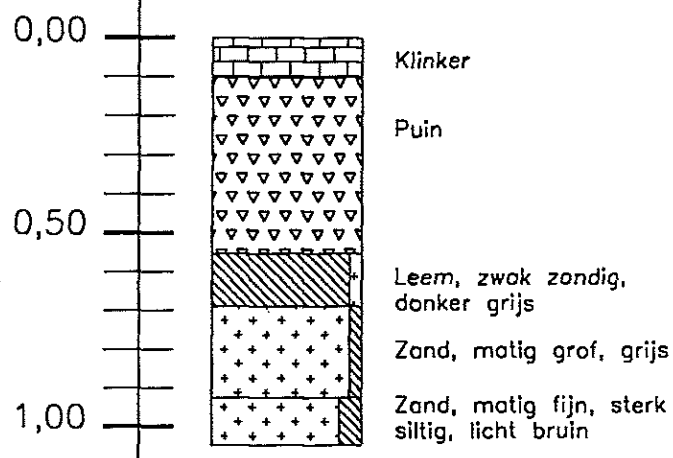 0,00
Klinker
Puin
0,50
Leem, zwak zandig,
donker grijs
Zand, matig grof, grijs
Zand, matig fijn, sterk
siltig, licht bruin
1,00